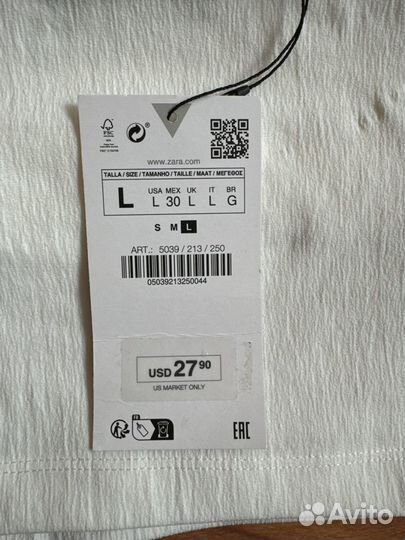 FSC
www.zara.com
TALLA / SIZE / TAMANHO / TAILLE / MAAT / ΜΕΓΕΘΟΣ
L
USA MEX UK IT BR
L 30 L L G
S M L
ART.: 5039 / 213 / 250
05039213250044
USD 27 90
US MARKET ONLY
FR
EAC
Avito